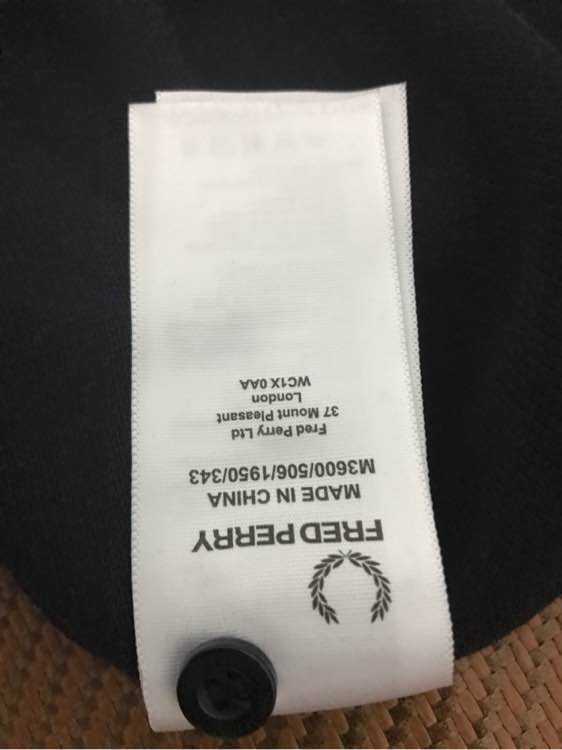 FRED PERRY
MADE IN CHINA
M3600/506/1950/343
Fred Perry Ltd
37 Mount Pleasant
London
WC1X 0AA